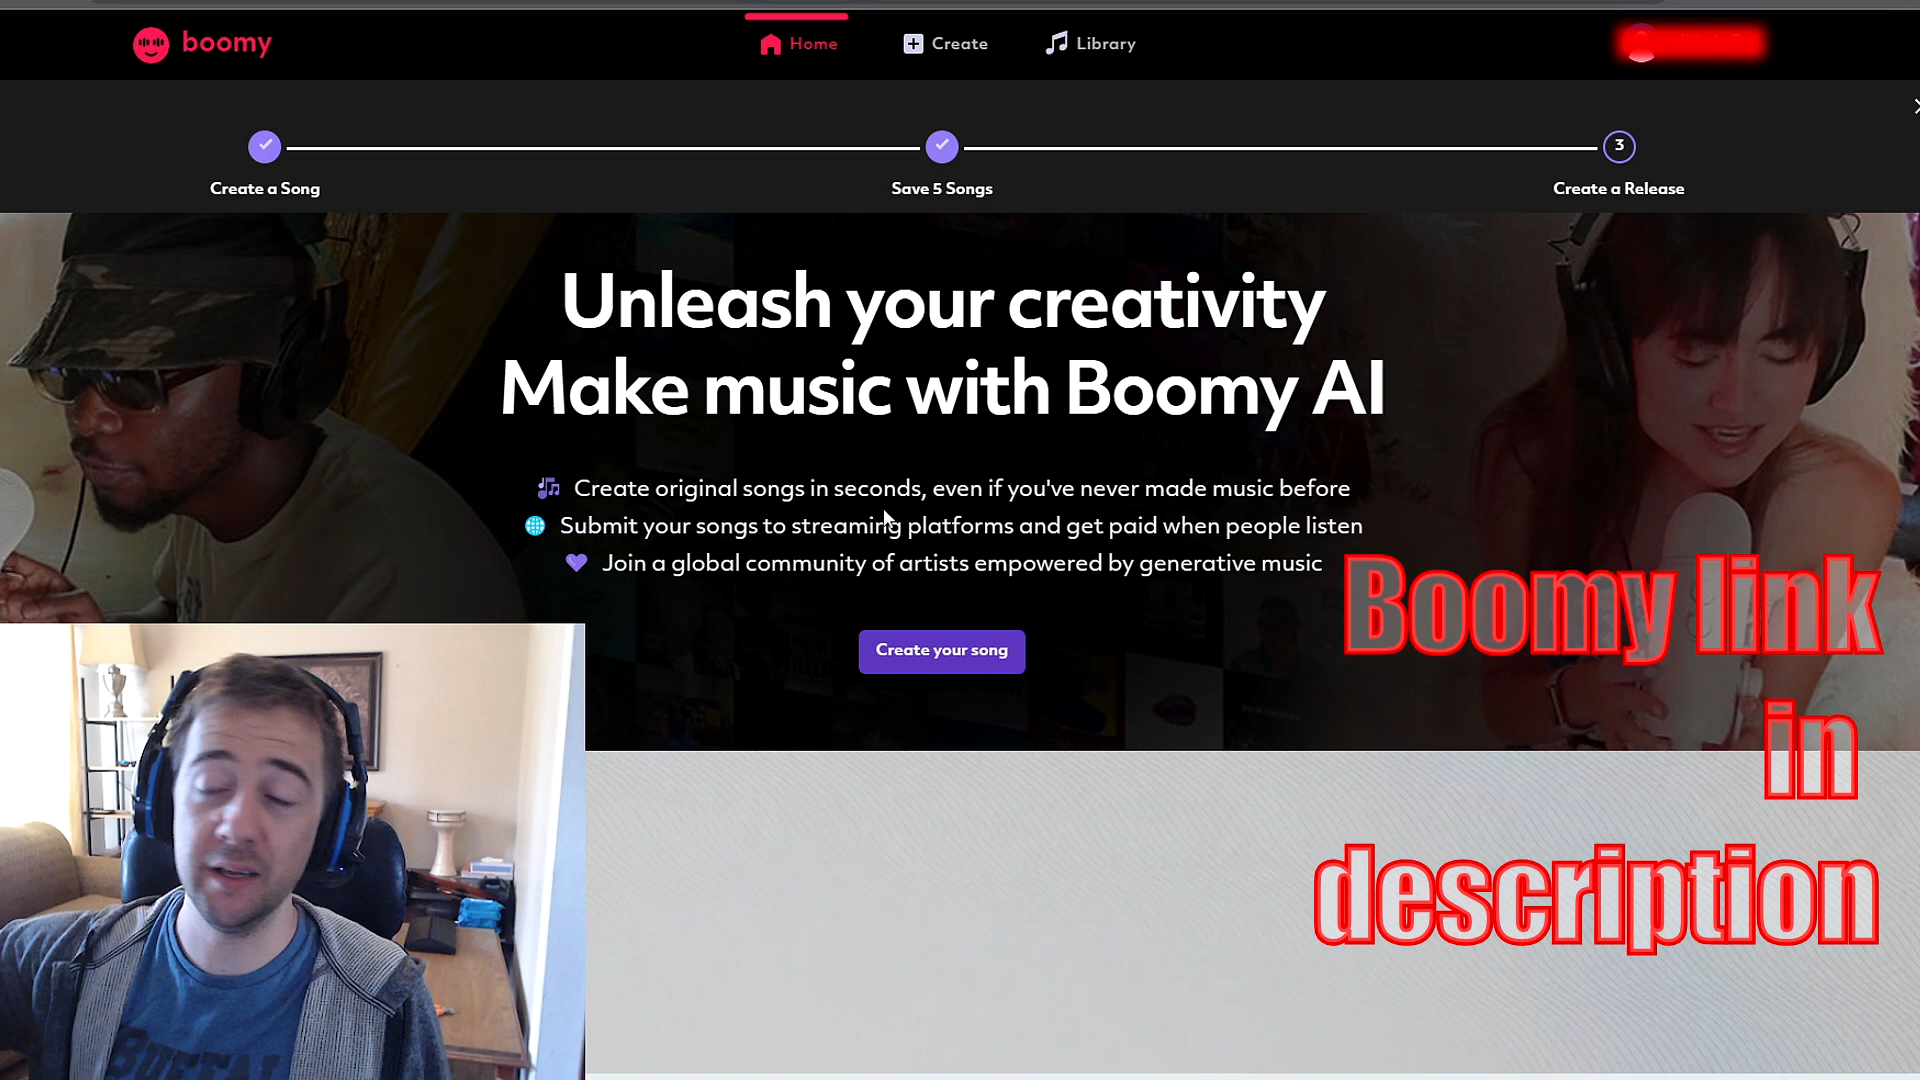 boomy
Home
Create
Library
3
Create a Song
Save 5 Songs
Create a Release
Unleash your creativity
Make music with Boomy AI
Create original songs in seconds, even if you've never made music before
Submit your songs to streaming platforms and get paid when people listen
Join a global community of artists empowered by generative music
Create your song
Boomy link
in
description